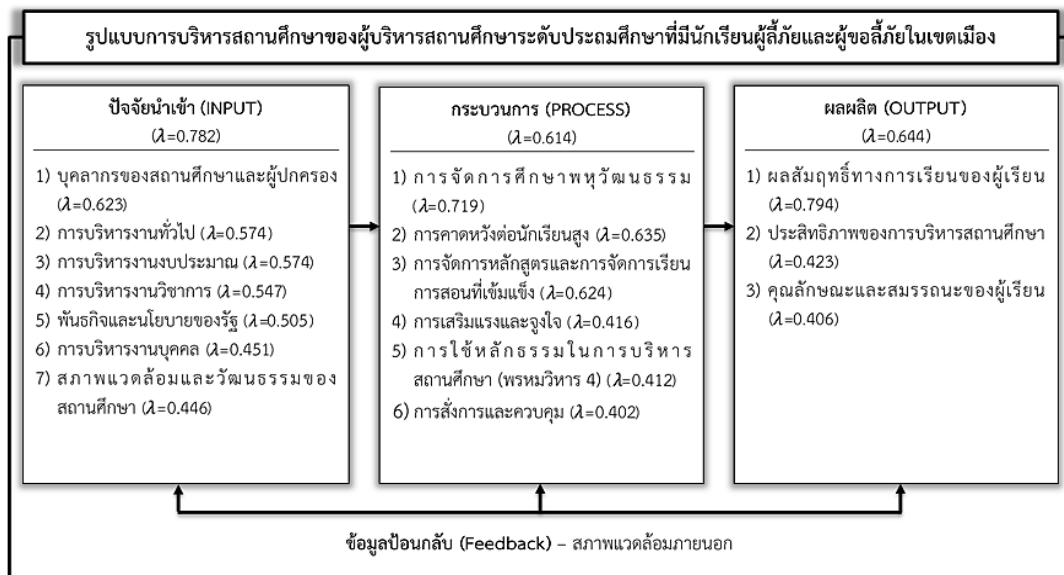 รูปแบบการบริหารสถานศึกษาของผู้บริหารสถานศึกษาระดับประถมศึกษาที่มีนักเรียนผู้ลี้ภัยและผู้ขอลี้ภัยในเขตเมือง
ปัจจัยนำเข้า (INPUT)
(λ=0.782)
1) บุคลากรของสถานศึกษาและผู้ปกครอง
(λ=0.623)
2) การบริหารงานทั่วไป (λ=0.574)
3) การบริหารงานงบประมาณ (λ=0.574)
4) การบริหารงานวิชาการ (λ=0.547)
5) พันธกิจและนโยบายของรัฐ (λ=0.505)
6) การบริหารงานบุคคล (λ=0.451)
7) สภาพแวดล้อมและวัฒนธรรมของ
สถานศึกษา (λ=0.446)
กระบวนการ (PROCESS)
(λ=0.614)
1) การจัดการศึกษาพหุวัฒนธรรม
(λ=0.719)
2) การคาดหวังต่อนักเรียนสูง (λ=0.635)
3) การจัดการหลักสูตรและการจัดการเรียน
การสอนที่เข้มแข็ง (λ=0.624)
4) การเสริมแรงและจูงใจ (λ=0.416)
5) การใช้หลักธรรมในการบริหาร
สถานศึกษา (พรหมวิหาร 4) (λ=0.412)
6) การสั่งการและควบคุม (λ=0.402)
ผลผลิต (OUTPUT)
(λ=0.644)
1) ผลสัมฤทธิ์ทางการเรียนของผู้เรียน
(λ=0.794)
2) ประสิทธิภาพของการบริหารสถานศึกษา
(λ=0.423)
3) คุณลักษณะและสมรรถนะของผู้เรียน
(λ=0.406)
ข้อมูลป้อนกลับ (Feedback) – สภาพแวดล้อมภายนอก